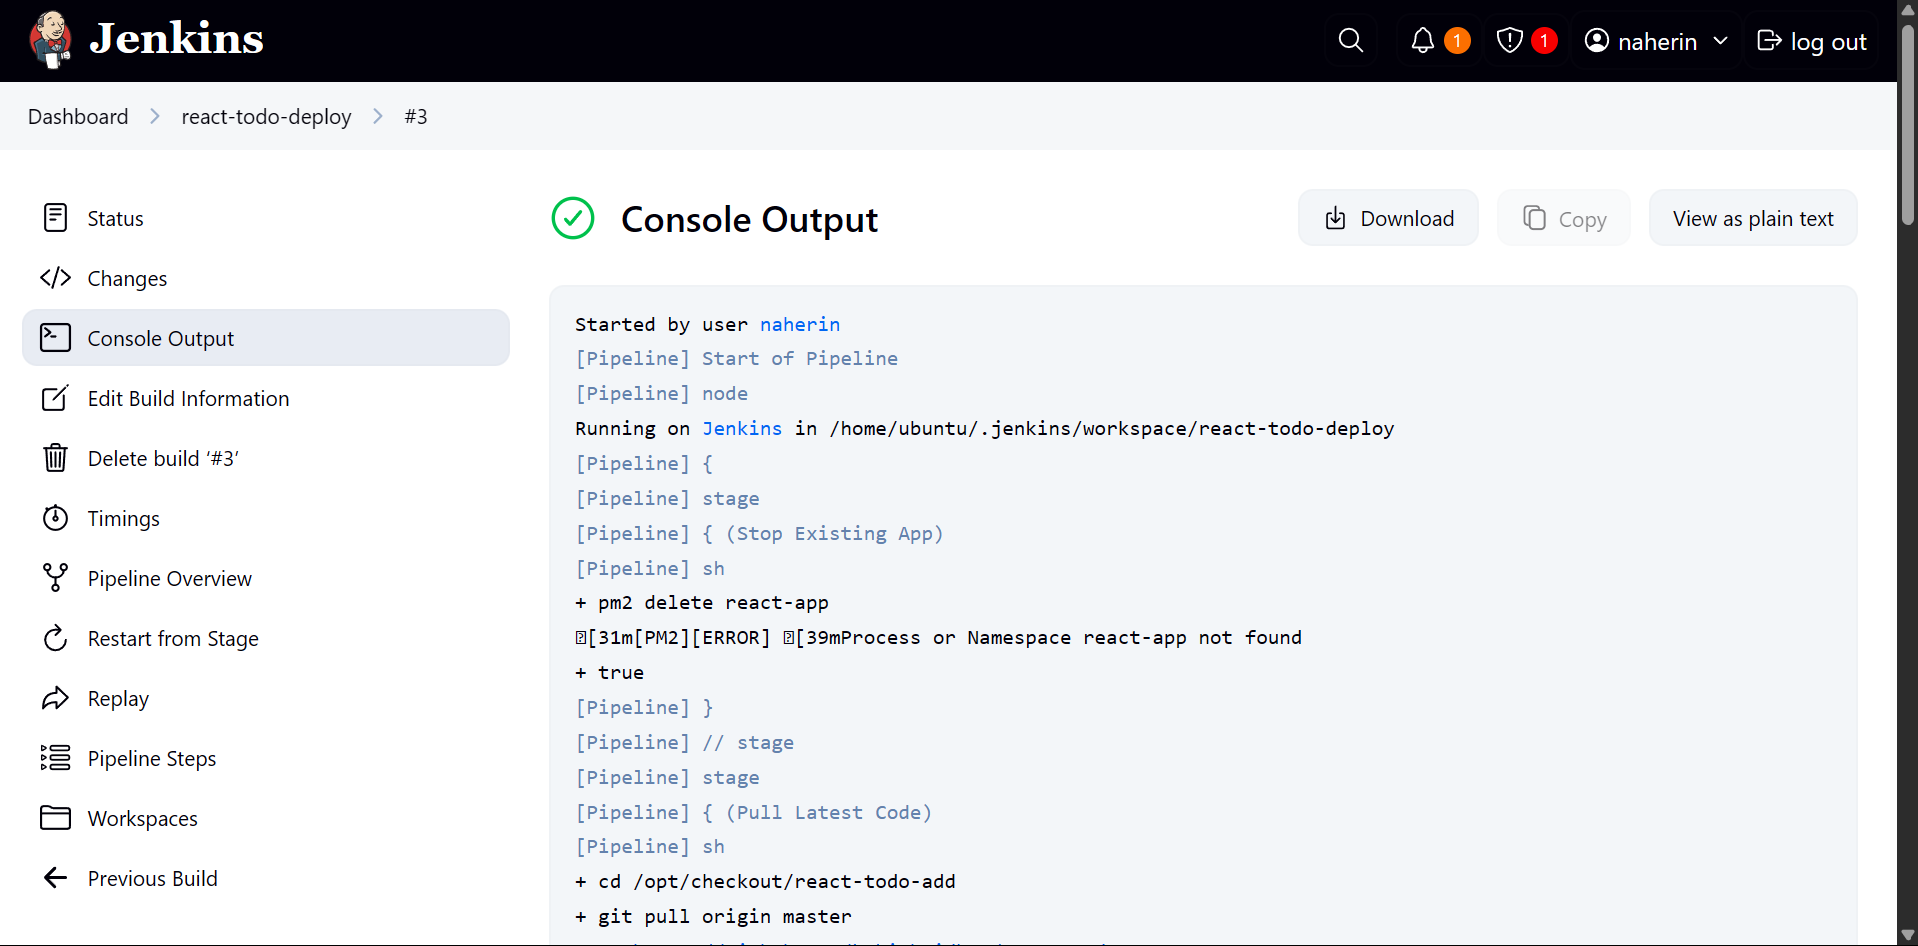 Jenkins
1
1
naherin
log out
Dashboard
react-todo-deploy
#3
Status
Changes
Console Output
Edit Build Information
Delete build ‘#3’
Timings
Pipeline Overview
Restart from Stage
Replay
Pipeline Steps
Workspaces
Previous Build
Console Output
Download
Copy
View as plain text
Started by user naherin
[Pipeline] Start of Pipeline
[Pipeline] node
Running on Jenkins in /home/ubuntu/.jenkins/workspace/react-todo-deploy
[Pipeline] {
[Pipeline] stage
[Pipeline] { (Stop Existing App)
[Pipeline] sh
+ pm2 delete react-app
[31m[PM2][ERROR] [39mProcess or Namespace react-app not found
+ true
[Pipeline] }
[Pipeline] // stage
[Pipeline] stage
[Pipeline] { (Pull Latest Code)
[Pipeline] sh
+ cd /opt/checkout/react-todo-add
+ git pull origin master